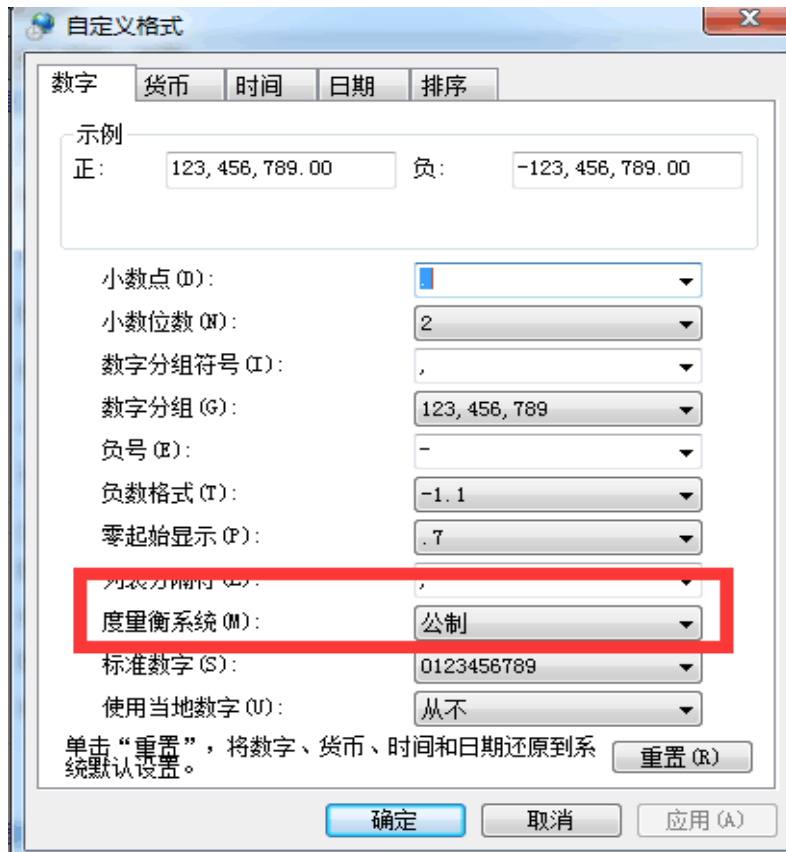 自定义格式
数字 货币 时间 日期 排序
示例
正: 123,456,789.00 负: -123,456,789.00
小数点(D): .
小数位数(N): 2
数字分组符号(I): ,
数字分组(G): 123,456,789
负号(E): -
负数格式(T): -1.1
零起始显示(P): .7
列表分隔符(L): ,
度量衡系统(M): 公制
标准数字(S): 0123456789
使用当地数字(U): 从不
单击“重置”，将数字、货币、时间和日期还原到系
统默认设置。
重置(R)
确定 取消 应用(A)